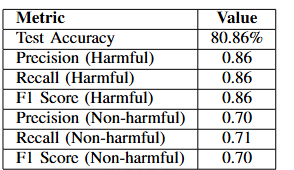 Metric Value
Test Accuracy 80.86%
Precision (Harmful) 0.86
Recall (Harmful) 0.86
F1 Score (Harmful) 0.86
Precision (Non-harmful) 0.70
Recall (Non-harmful) 0.71
F1 Score (Non-harmful) 0.70